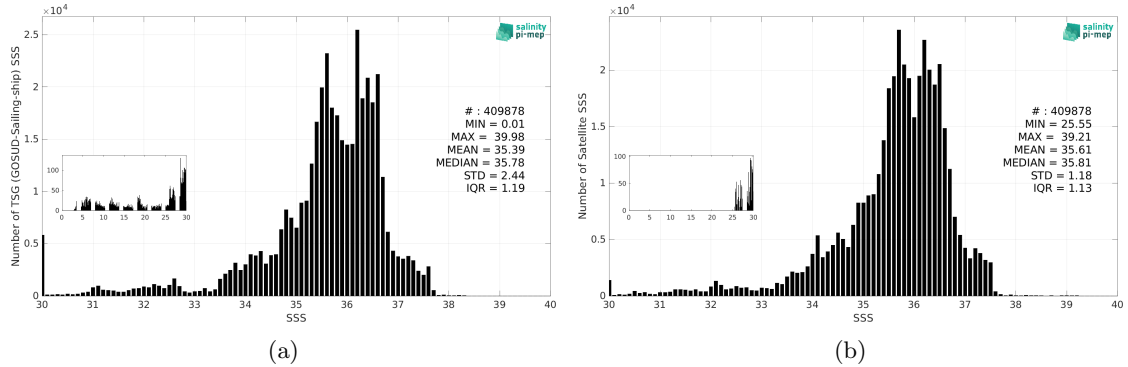 ×10⁴
2.5
2
1.5
1
0.5
0
Number of TSG (GOSUD-Sailing-ship) SSS
salinity
pi-mep
# : 409878
MIN = 0.01
MAX = 39.98
MEAN = 35.39
MEDIAN = 35.78
STD = 2.44
IQR = 1.19
100
50
0
0 5 10 15 20 25 30
30 31 32 33 34 35 36 37 38 39 40
SSS
(a)
×10⁴
2
1.5
1
0.5
0
Number of Satellite SSS
salinity
pi-mep
# : 409878
MIN = 25.55
MAX = 39.21
MEAN = 35.61
MEDIAN = 35.81
STD = 1.18
IQR = 1.13
100
50
0
0 5 10 15 20 25 30
30 31 32 33 34 35 36 37 38 39 40
SSS
(b)